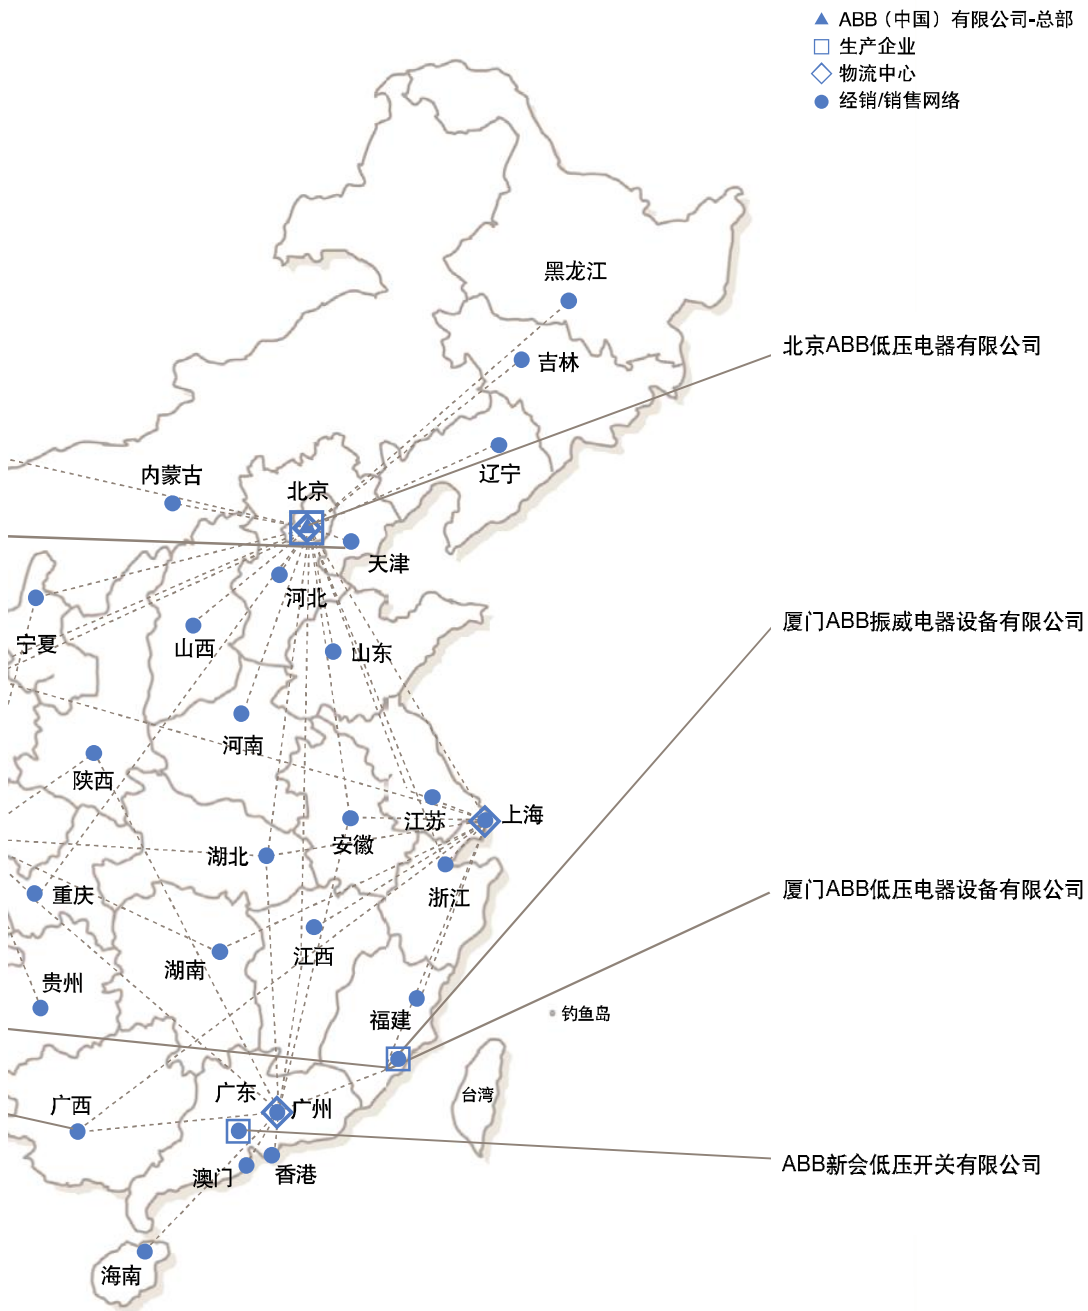 ABB（中国）有限公司-总部
生产企业
物流中心
经销/销售网络
黑龙江
北京ABB低压电器有限公司
吉林
内蒙古
辽宁
北京
天津
河北
厦门ABB振威电器设备有限公司
宁夏
山西
山东
河南
陕西
江苏
上海
安徽
湖北
重庆
浙江
厦门ABB低压电器设备有限公司
江西
湖南
贵州
福建
钓鱼岛
广东
台湾
广西
广州
ABB新会低压开关有限公司
澳门
香港
海南